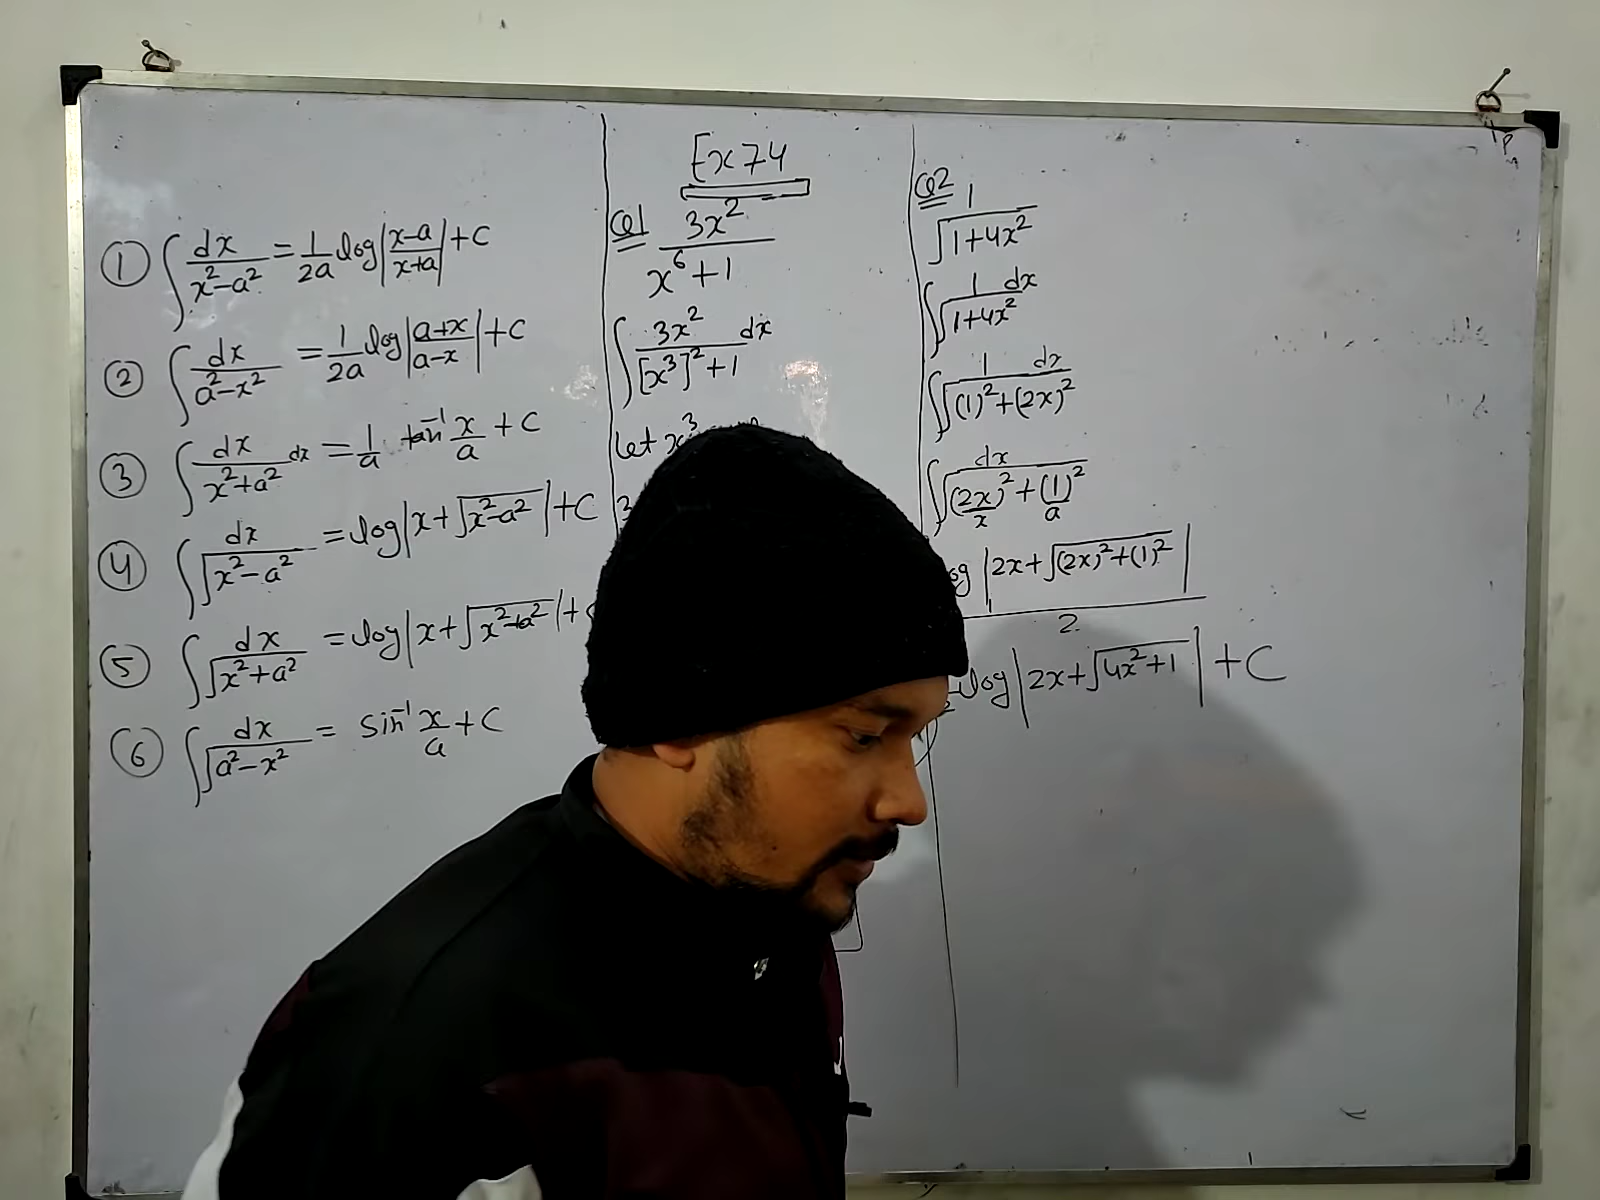 ① ∫ dx/(x²-a²) = 1/2a log|x-a/x+a| + C
② ∫ dx/(a²-x²) = 1/2a log|a+x/a-x| + C
③ ∫ dx/(x²+a²) dx = 1/a tan⁻¹ x/a + C
④ ∫ dx/√(x²-a²) = log|x+√(x²-a²)| + C
⑤ ∫ dx/√(x²+a²) = log|x+√(x²+a²)| +
⑥ ∫ dx/√(a²-x²) = sin⁻¹ x/a + C
Ex 74
Q1 3x²/(x⁶+1)
∫ 3x²/([x³]²+1) dx
let x³
3
Q2 1/√(1+4x²)
∫ 1 dx/√(1+4x²)
∫ 1 dx/√((1)²+(2x)²)
∫ dx/√((2x)²+(1)²)
x a
og |2x+√((2x)²+(1)²)|
2
log|2x+√(4x²+1)| + C